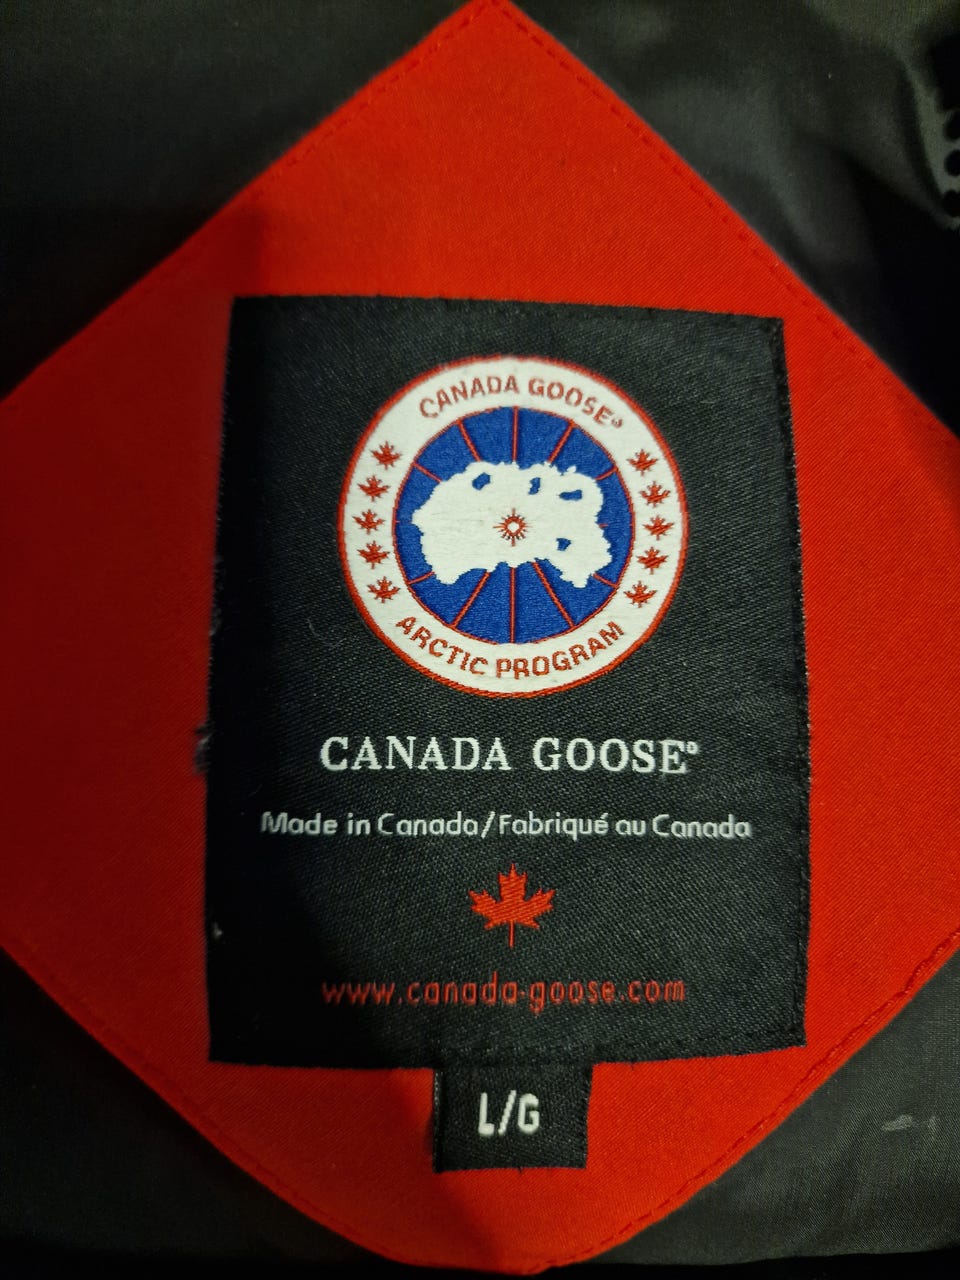 CANADA GOOSE®
ARCTIC PROGRAM
CANADA GOOSE®
Made in Canada/Fabriqué au Canada
www.canada-goose.com
L/G